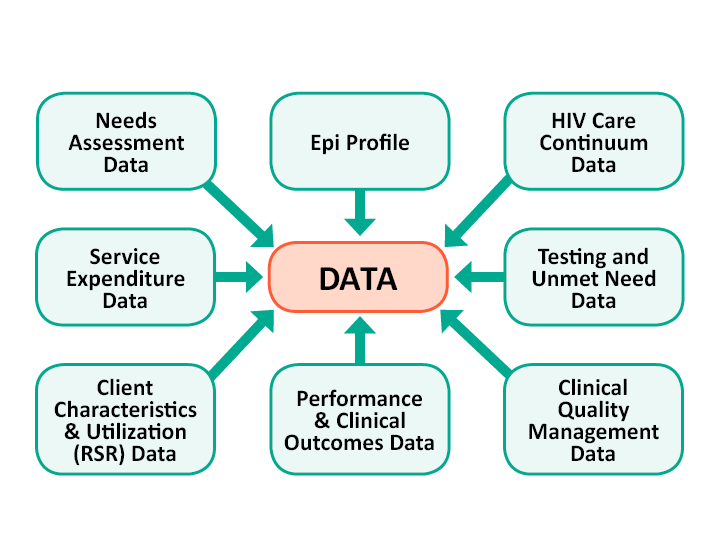 Needs
Assessment
Data
Epi Profile
HIV Care
Continuum
Data
Service
Expenditure
Data
DATA
Testing and
Unmet Need
Data
Client
Characteristics
& Utilization
(RSR) Data
Performance
& Clinical
Outcomes Data
Clinical
Quality
Management
Data